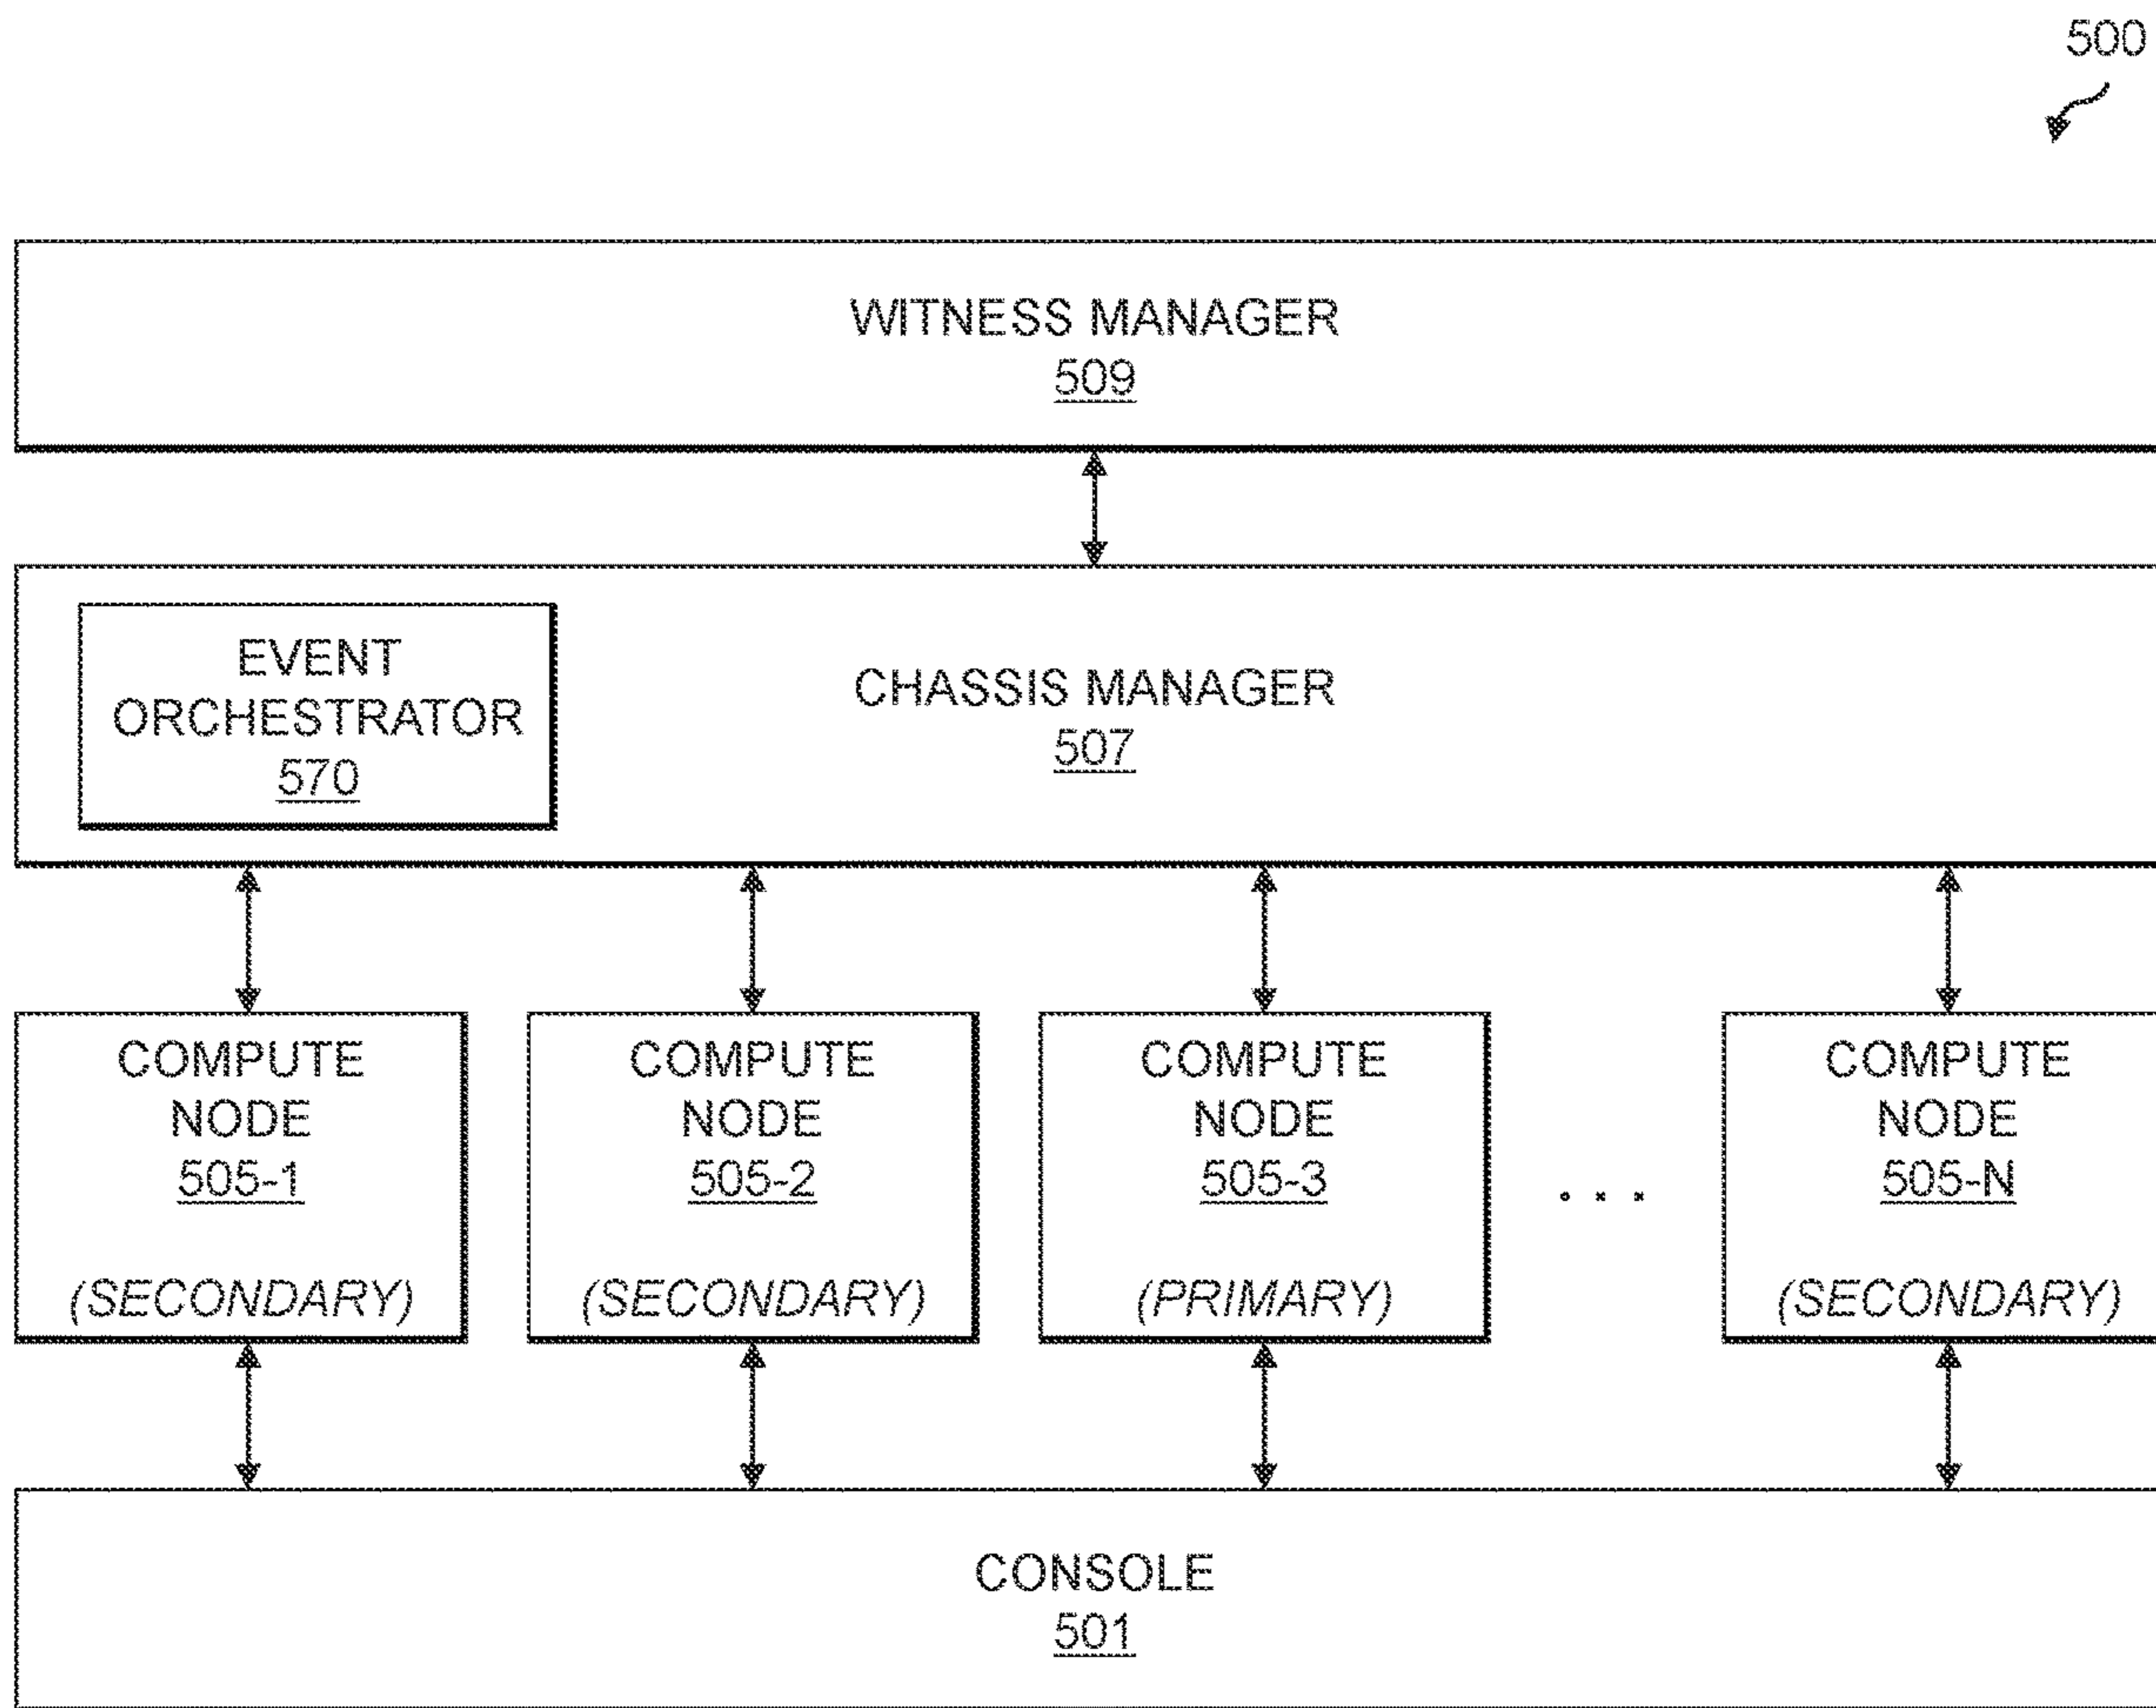 500
WITNESS MANAGER
509
EVENT
ORCHESTRATOR
570
CHASSIS MANAGER
507
COMPUTE
NODE
505-1
(SECONDARY)
COMPUTE
NODE
505-2
(SECONDARY)
COMPUTE
NODE
505-3
(PRIMARY)
. . .
COMPUTE
NODE
505-N
(SECONDARY)
CONSOLE
501